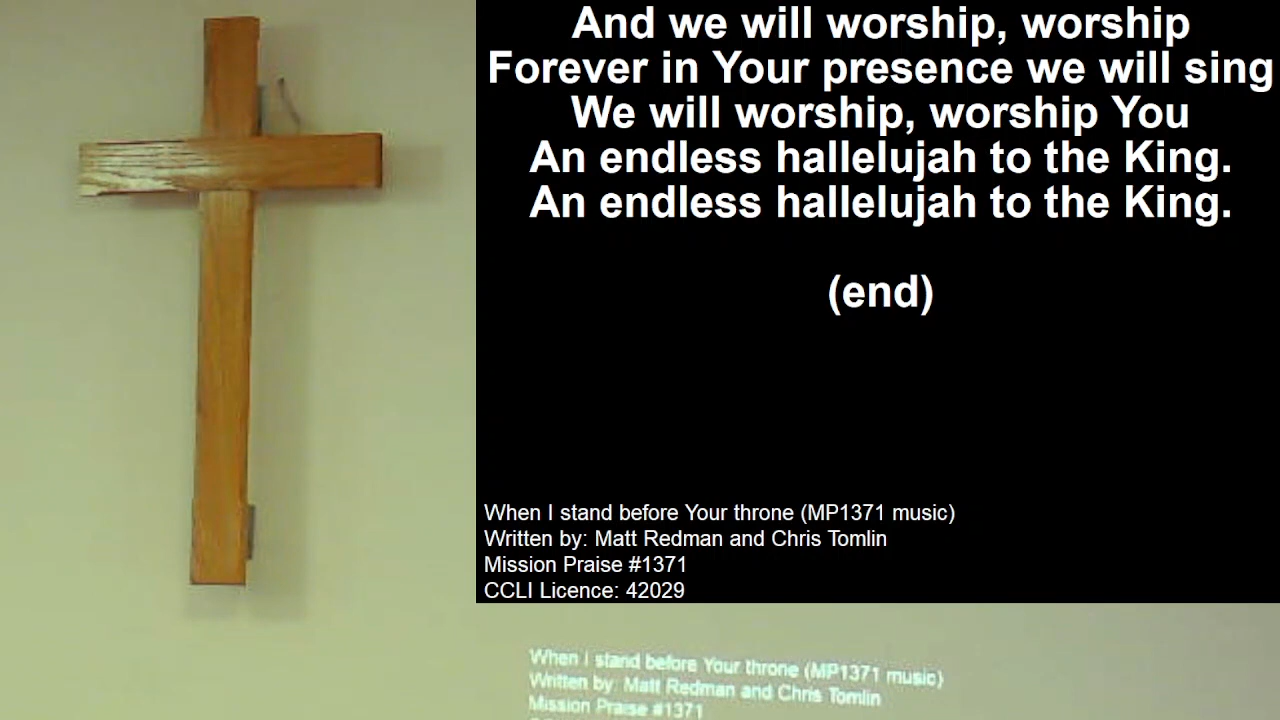 And we will worship, worship
Forever in Your presence we will sing
We will worship, worship You
An endless hallelujah to the King.
An endless hallelujah to the King.
(end)
When I stand before Your throne (MP1371 music)
Written by: Matt Redman and Chris Tomlin
Mission Praise #1371
CCLI Licence: 42029
When I stand before Your throne (MP1371 music)
Written by: Matt Redman and Chris Tomlin
Mission Praise #1371